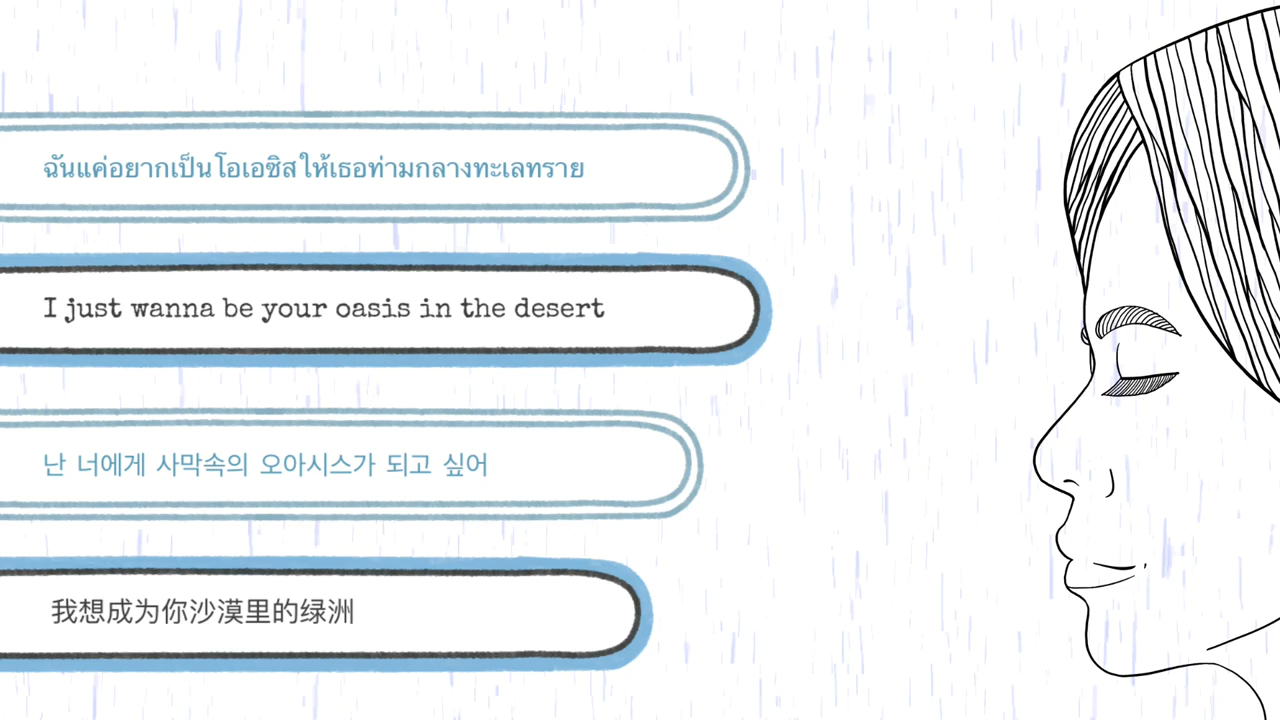 ฉันแค่อยากเป็นโอเอซิสให้เธอท่ามกลางทะเลทราย
I just wanna be your oasis in the desert
난 너에게 사막속의 오아시스가 되고 싶어
我想成为你沙漠里的绿洲